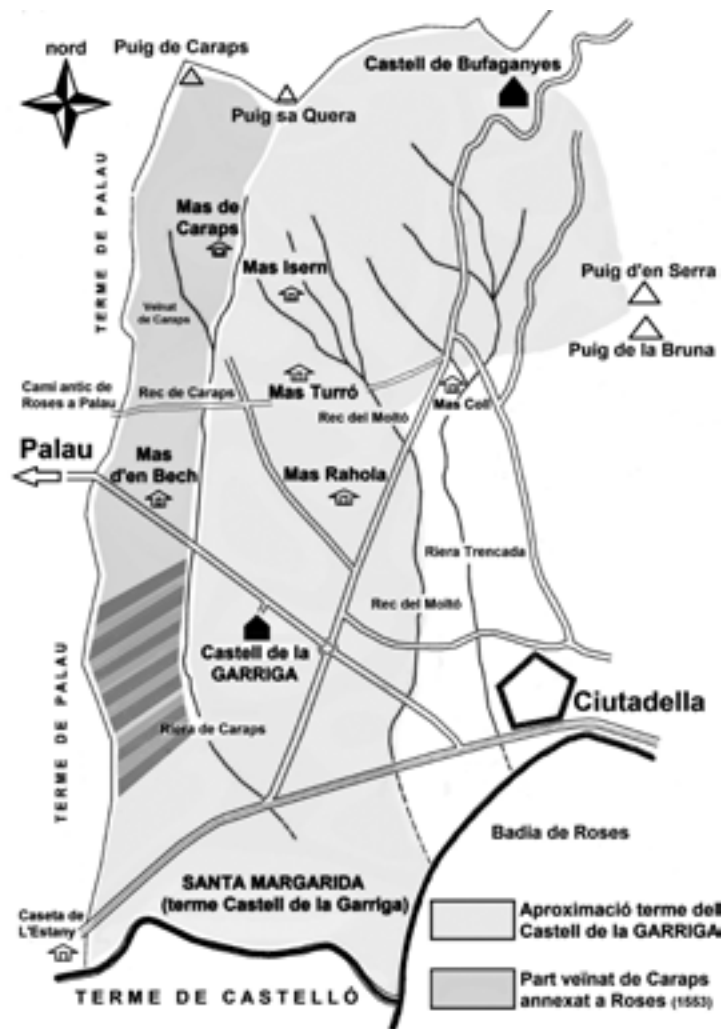 nord
Puig de Caraps
Castell de Bufaganyes
Puig sa Quera
TERME DE PALAU
Mas de
Caraps
Mas Isern
Puig d'en Serra
Veïnat
de Caraps
Puig de la Bruna
Camí antic de
Roses a Palau
Rec de Caraps
Mas Turró
Mas Coll
Rec del Moltó
Palau
Mas
d'en Bech
Mas Rahola
Riera Trencada
Rec del Moltó
Castell de la
GARRIGA
TERME DE PALAU
Ciutadella
Riera de Caraps
Badia de Roses
SANTA MARGARIDA
(terme Castell de la Garriga)
Caseta de
L'Estany
Aproximació terme del
Castell de la GARRIGA.
Part veïnat de Caraps
annexat a Roses (1553)
TERME DE CASTELLÓ